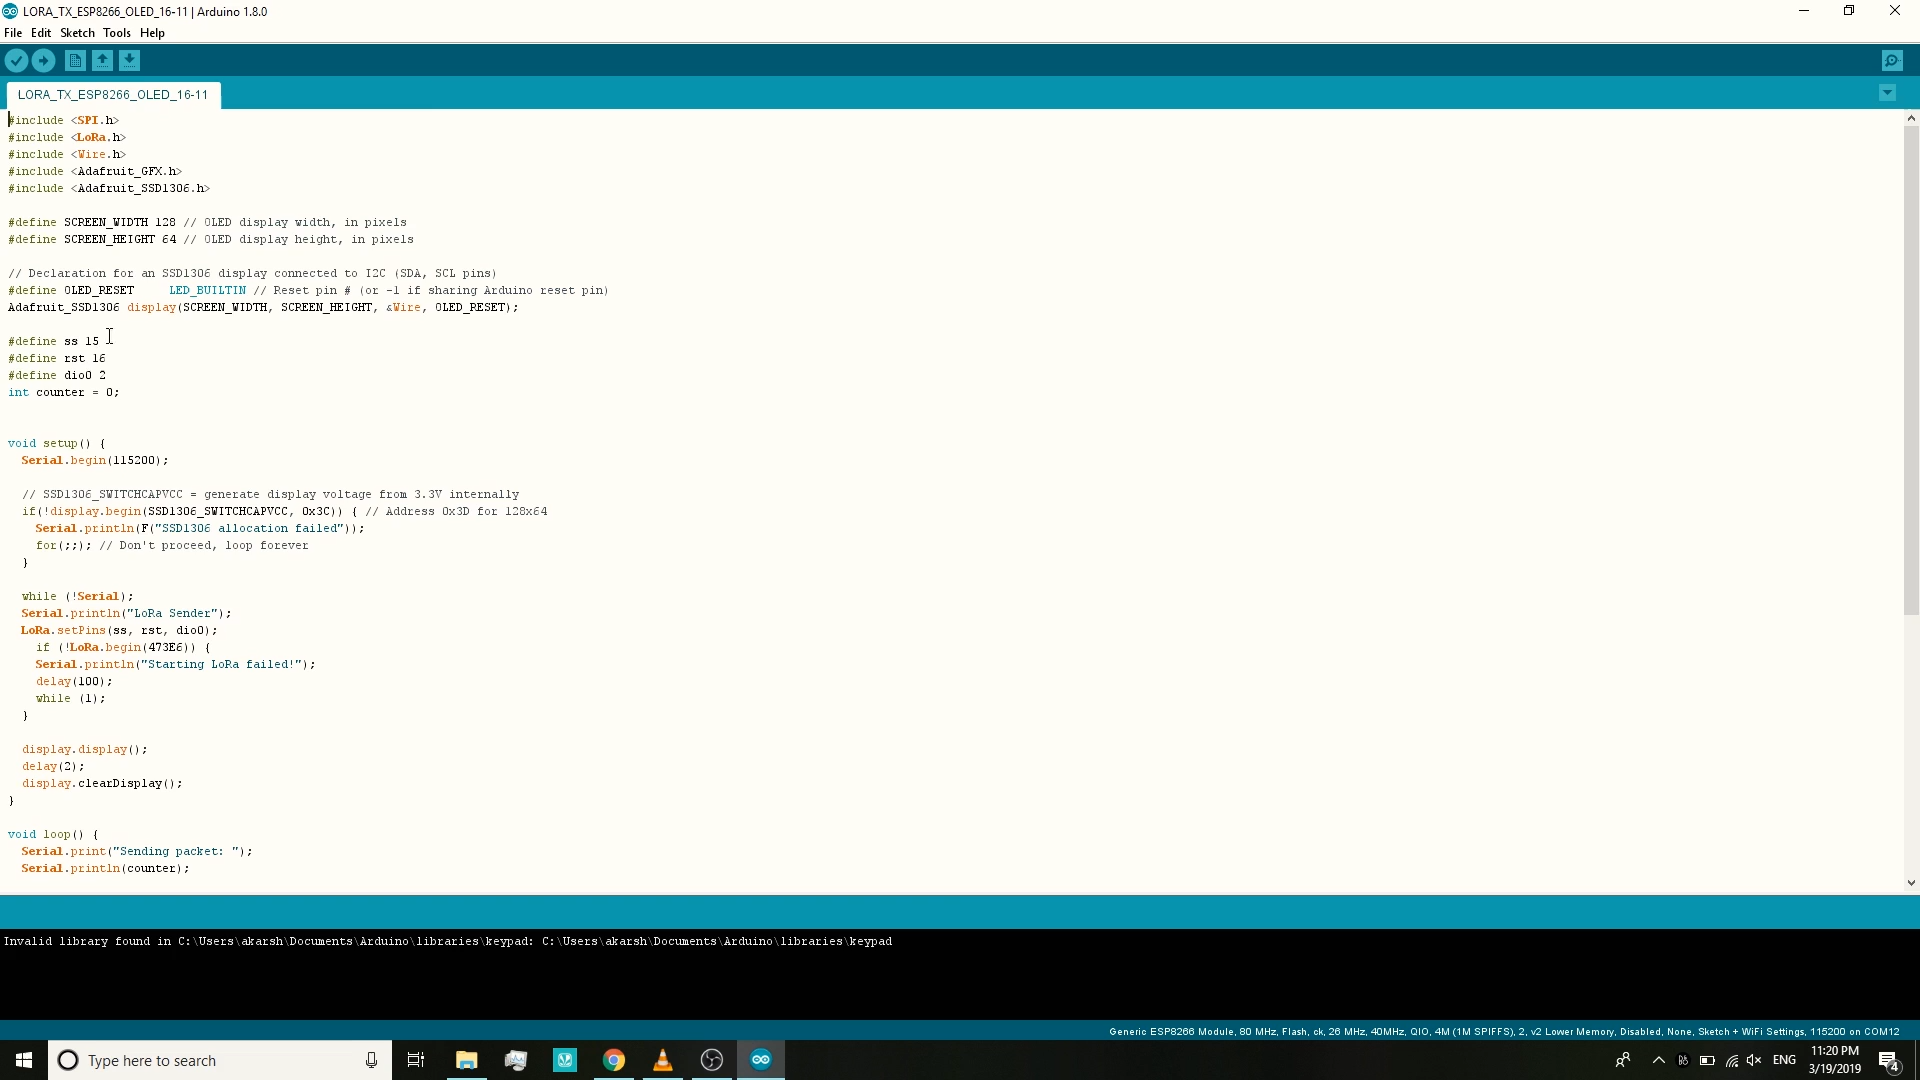 LORA_TX_ESP8266_OLED_16-11 | Arduino 1.8.0
File Edit Sketch Tools Help
LORA_TX_ESP8266_OLED_16-11
#include <SPI.h>
#include <LoRa.h>
#include <Wire.h>
#include <Adafruit_GFX.h>
#include <Adafruit_SSD1306.h>
#define SCREEN_WIDTH 128 // OLED display width, in pixels
#define SCREEN_HEIGHT 64 // OLED display height, in pixels
// Declaration for an SSD1306 display connected to I2C (SDA, SCL pins)
#define OLED_RESET     LED_BUILTIN // Reset pin # (or -1 if sharing Arduino reset pin)
Adafruit_SSD1306 display(SCREEN_WIDTH, SCREEN_HEIGHT, &Wire, OLED_RESET);
#define ss 15
#define rst 16
#define dio0 2
int counter = 0;
void setup() {
  Serial.begin(115200);
  // SSD1306_SWITCHCAPVCC = generate display voltage from 3.3V internally
  if(!display.begin(SSD1306_SWITCHCAPVCC, 0x3C)) { // Address 0x3D for 128x64
    Serial.println(F("SSD1306 allocation failed"));
    for(;;); // Don't proceed, loop forever
  }
  while (!Serial);
  Serial.println("LoRa Sender");
  LoRa.setPins(ss, rst, dio0);
    if (!LoRa.begin(473E6)) {
    Serial.println("Starting LoRa failed!");
    delay(100);
    while (1);
  }
  display.display();
  delay(2);
  display.clearDisplay();
}
void loop() {
  Serial.print("Sending packet: ");
  Serial.println(counter);
Invalid library found in C:\Users\akarsh\Documents\Arduino\libraries\keypad: C:\Users\akarsh\Documents\Arduino\libraries\keypad
Generic ESP8266 Module, 80 MHz, Flash, ck, 26 MHz, 40MHz, QIO, 4M (1M SPIFFS), 2, v2 Lower Memory, Disabled, None, Sketch + WiFi Settings, 115200 on COM12
Type here to search
ENG
11:20 PM
3/19/2019
4